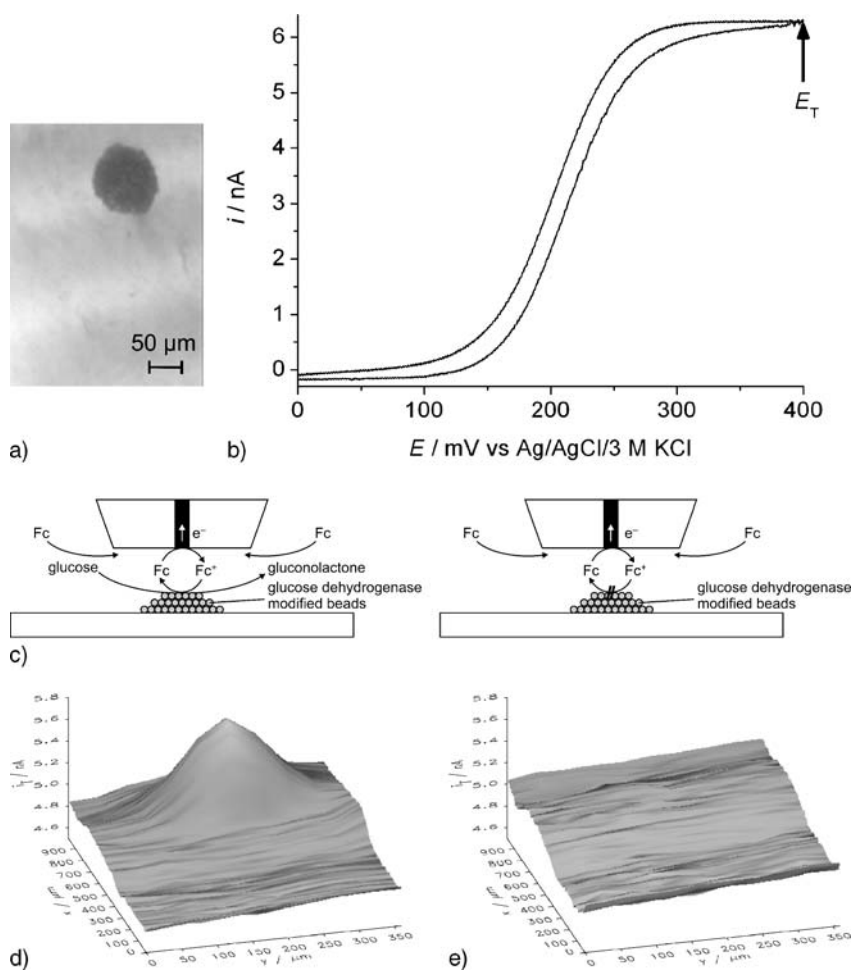 6
5
4
3
2
1
0
i / nA
E_T
50 µm
0 100 200 300 400
a) b) E / mV vs Ag/AgCl/3 M KCl
e⁻
Fc Fc
glucose Fc Fc⁺ gluconolactone
glucose dehydrogenase
modified beads
e⁻
Fc Fc
Fc Fc⁺
glucose dehydrogenase
modified beads
c)
5.8
5.6
5.4
5.2
5.0
4.8
4.6
i_T / nA
900
800
700
600
500
400
300
200
100
0
x / µm
0 50 100 150 200 250 300 350
y / µm
d)
5.8
5.6
5.4
5.2
5.0
4.8
4.6
i_T / nA
900
800
700
600
500
400
300
200
100
0
x / µm
0 50 100 150 200 250 300 350
y / µm
e)